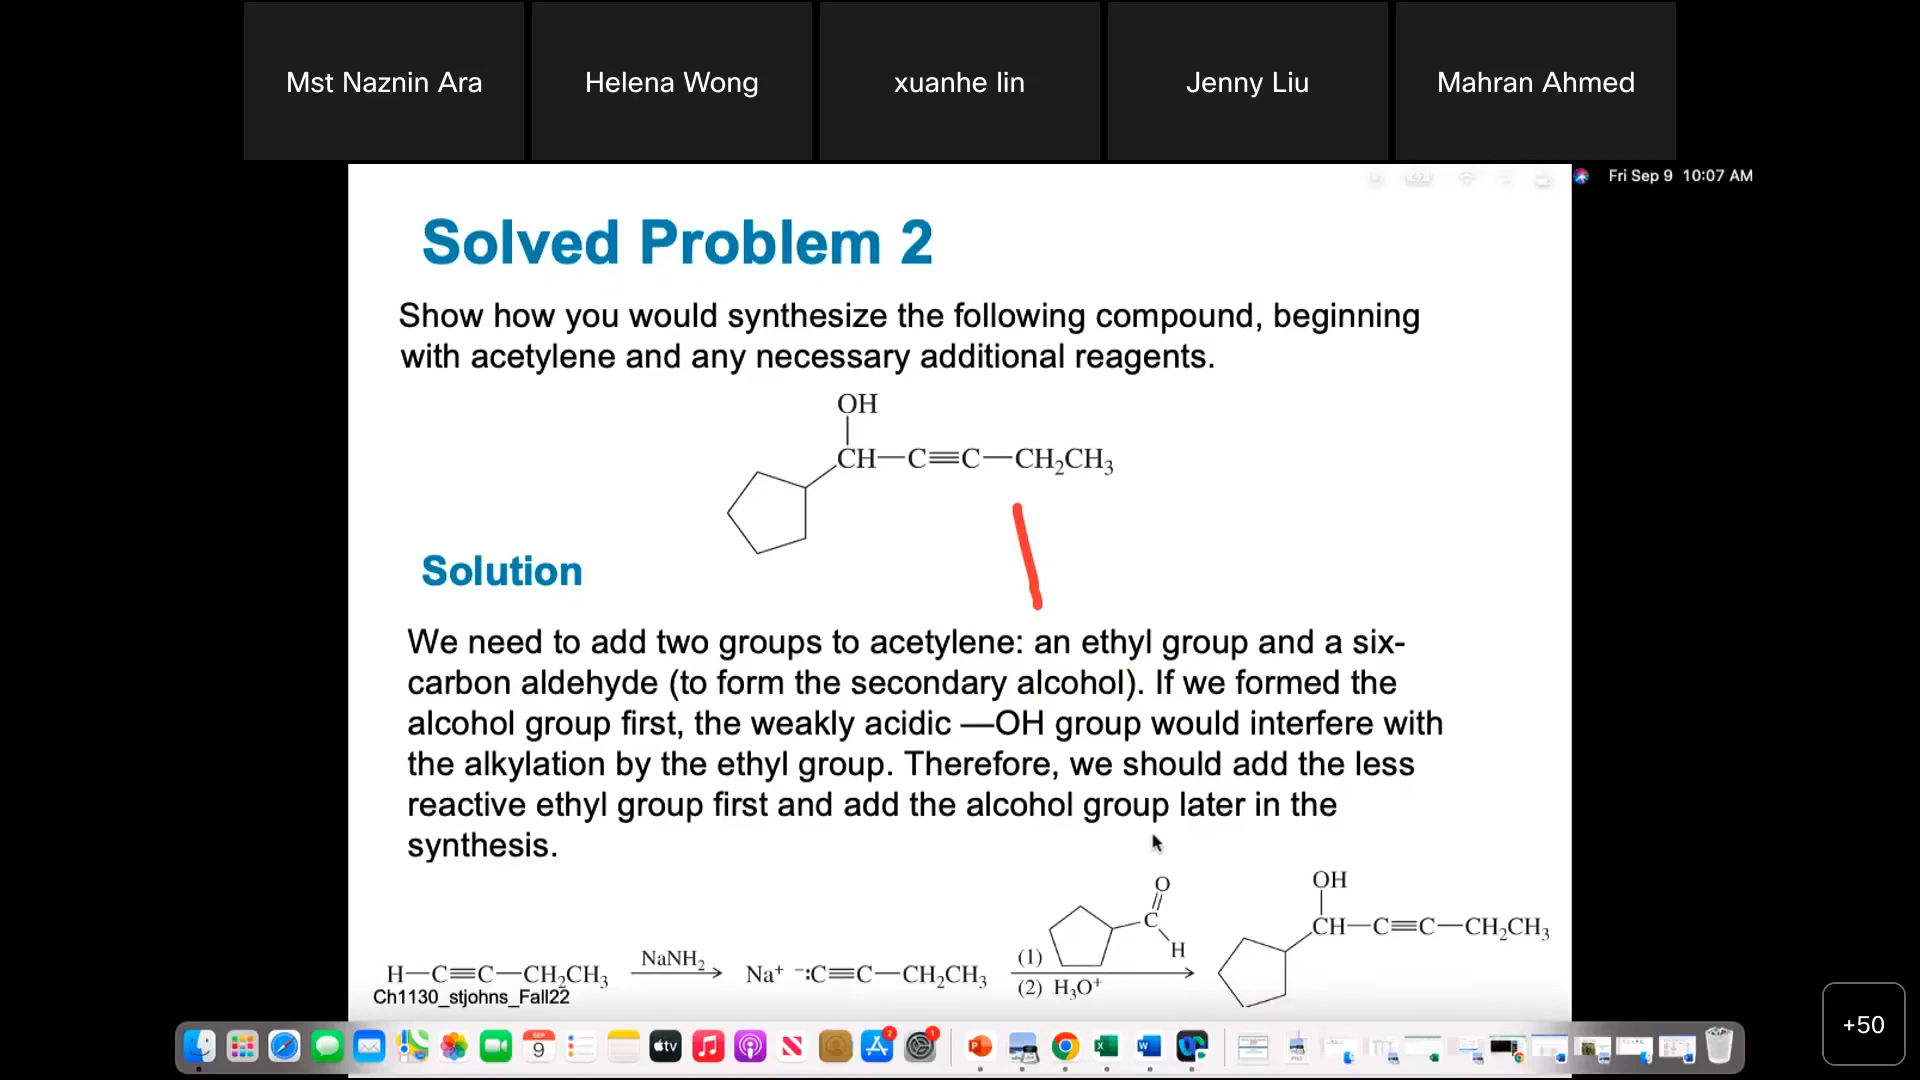 Mst Naznin Ara
Helena Wong
xuanhe lin
Jenny Liu
Mahran Ahmed
Fri Sep 9 10:07 AM
Solved Problem 2
Show how you would synthesize the following compound, beginning
with acetylene and any necessary additional reagents.
OH
CH—C≡C—CH₂CH₃
Solution
We need to add two groups to acetylene: an ethyl group and a six-
carbon aldehyde (to form the secondary alcohol). If we formed the
alcohol group first, the weakly acidic —OH group would interfere with
the alkylation by the ethyl group. Therefore, we should add the less
reactive ethyl group first and add the alcohol group later in the
synthesis.
H—C≡C—CH₂CH₃
NaNH₂
Na⁺ ⁻:C≡C—CH₂CH₃
(1)
O
C
H
(2) H₃O⁺
OH
CH—C≡C—CH₂CH₃
Ch1130_stjohns_Fall22
SEP
9
tv
2
1
+50